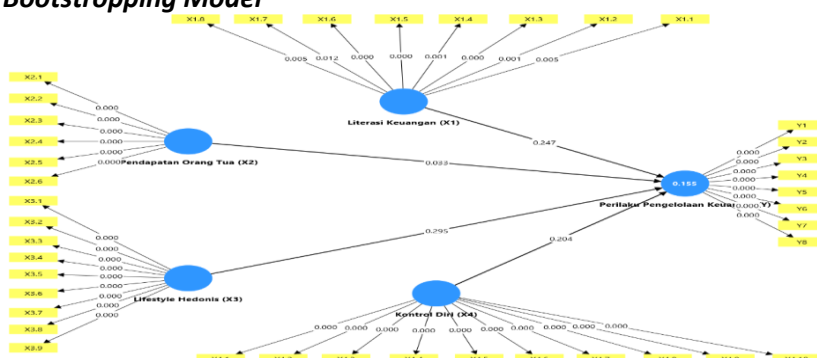 Bootstropping Model
X1.8 X1.7 X1.6 X1.5 X1.4 X1.3 X1.2 X1.1
0.005 0.012 0.000 0.000 0.001 0.000 0.001 0.005
Literasi Keuangan (X1)
X2.1
X2.2
X2.3
X2.4
X2.5
X2.6
0.000
0.000
0.000
0.000
0.000
0.000
Pendapatan Orang Tua (X2)
0.247
0.033
0.295
0.204
X3.1
X3.2
X3.3
X3.4
X3.5
X3.6
X3.7
X3.8
X3.9
0.000
0.000
0.000
0.000
0.000
0.000
0.000
0.000
0.000
Lifestyle Hedonis (X3)
Kontrol Diri (X4)
0.000 0.000 0.000 0.000 0.000 0.000 0.000 0.000 0.000 0.000
0.155
Perilaku Pengelolaan Y)
0.000
0.000
0.000
0.000
0.000
0.000
0.000
0.000
Y1
Y2
Y3
Y4
Y5
Y6
Y7
Y8